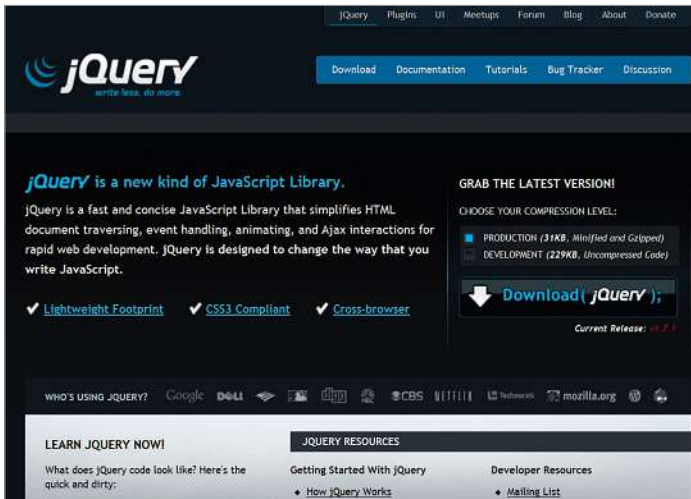 jQuery Plugins UI Meetups Forum Blog About Donate
jQuery
write less, do more.
Download Documentation Tutorials Bug Tracker Discussion
jQuery is a new kind of JavaScript Library.
jQuery is a fast and concise JavaScript Library that simplifies HTML
document traversing, event handling, animating, and Ajax interactions for
rapid web development. jQuery is designed to change the way that you
write JavaScript.
Lightweight Footprint CSS3 Compliant Cross-browser
GRAB THE LATEST VERSION!
CHOOSE YOUR COMPRESSION LEVEL:
PRODUCTION (31KB, Minified and Gzipped)
DEVELOPMENT (229KB, Uncompressed Code)
Download( jQuery );
Current Release: v1.7.1
WHO'S USING JQUERY? Google DELL digg CBS NETFLIX Technorati mozilla.org
LEARN JQUERY NOW!
What does jQuery code look like? Here's the
quick and dirty:
JQUERY RESOURCES
Getting Started With jQuery
How jQuery Works
Developer Resources
Mailing List